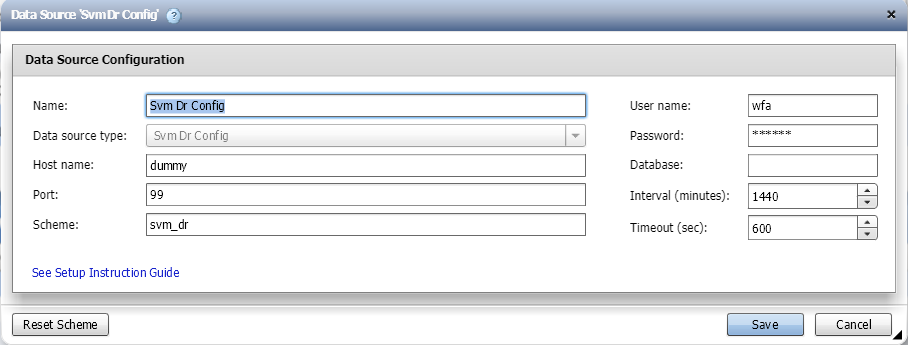 Data Source 'Svm Dr Config' ?
Data Source Configuration
Name: Svm Dr Config
Data source type: Svm Dr Config
Host name: dummy
Port: 99
Scheme: svm_dr
User name: wfa
Password: ******
Database:
Interval (minutes): 1440
Timeout (sec): 600
See Setup Instruction Guide
Reset Scheme Save Cancel